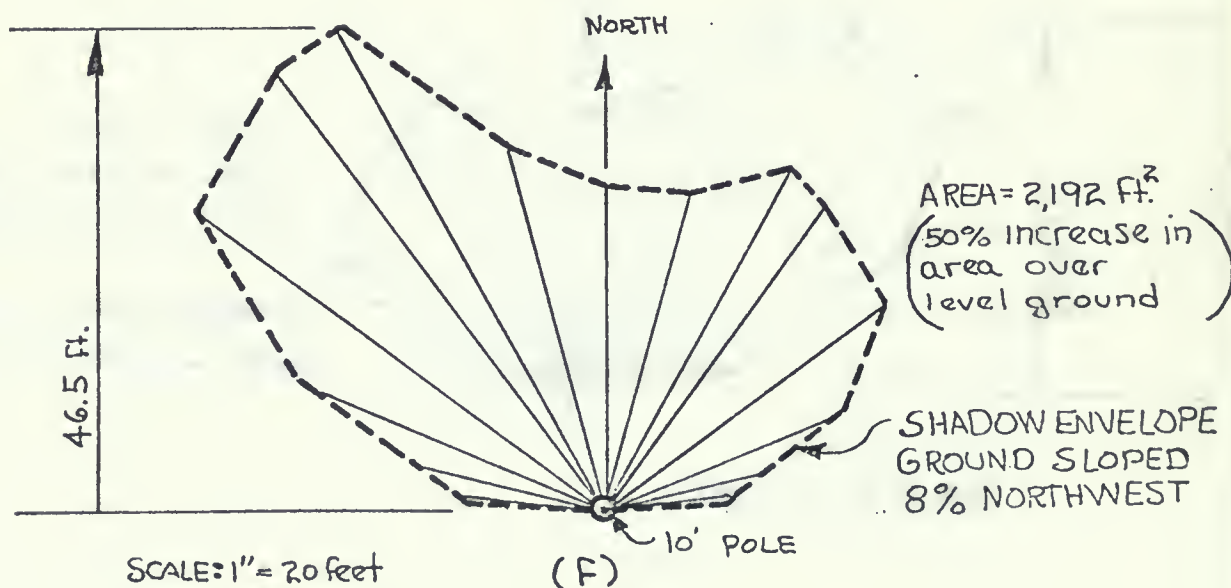 NORTH
46.5 Ft.
AREA = 2,192 Ft.²
(50% increase in
area over
level ground)
SHADOW ENVELOPE
GROUND SLOPED
8% NORTHWEST
10' POLE
SCALE: 1" = 20 feet
(F)